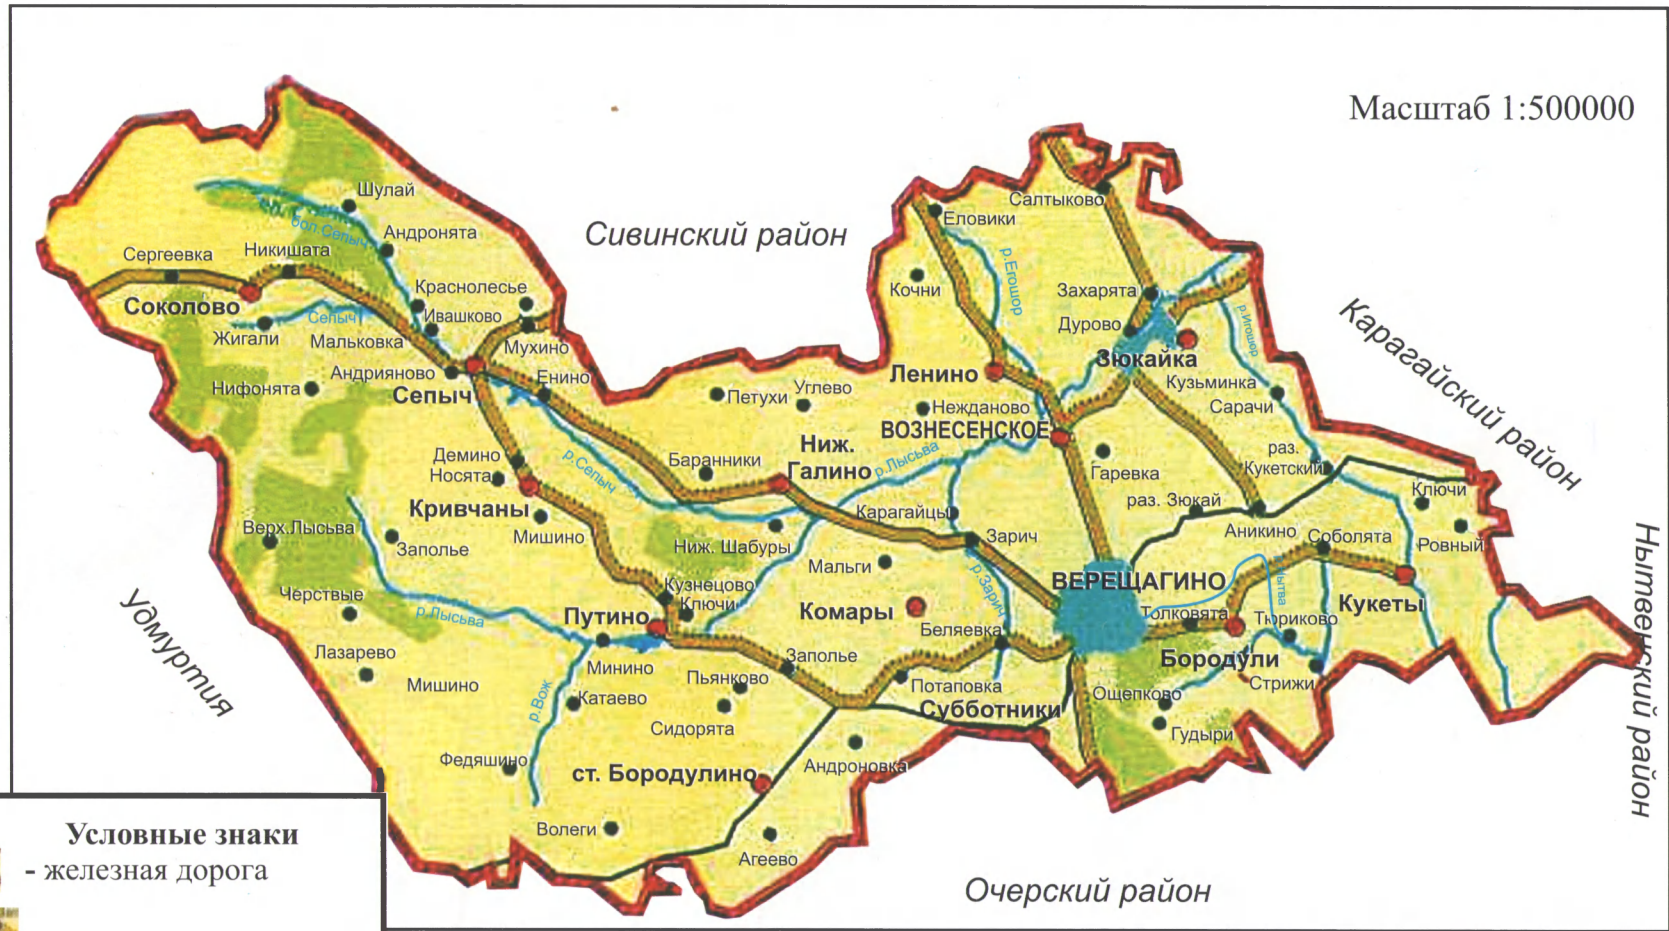 Масштаб 1:500000
Сивинский район
Карагайский район
Нытвенский район
Очерский район
Удмуртия
Шулай
бол.Сепыч
Андронята
Сергеевка
Никишата
Соколово
Краснолесье
Ивашково
Сепыч
Жигали
Мальковка
Мухино
Нифонята
Андрияново
Енино
Сепыч
Салтыково
Еловики
р.Егошор
Кочни
Захарята
Дурово
р.Игошор
Зюкайка
Ленино
Кузьминка
Сарачи
Петухи
Углево
Нежданово
ВОЗНЕСЕНСКОЕ
Ниж.
Галино
р.Лысьва
раз.
Кукетский
Гаревка
Демино
Носята
р.Сепыч
Баранники
Кривчаны
Мишино
Карагайцы
раз. Зюкай
Ключи
Аникино
Соболята
Ровный
Верх.Лысьва
Заполье
Ниж. Шабуры
Зарич
Мальги
р.Зарич
ВЕРЕЩАГИНО
Черствые
р.Лысьва
Кузнецово
Ключи
Путино
Комары
Беляевка
Толковята
Тюриково
Кукеты
Лазарево
Мишино
Минино
Заполье
Бородули
Стрижи
р.Вож
Катаево
Пьянково
Потаповка
Ощепково
Субботники
Сидорята
Гудыри
Федяшино
ст. Бородулино
Андроновка
Волеги
Агеево
Условные знаки
- железная дорога